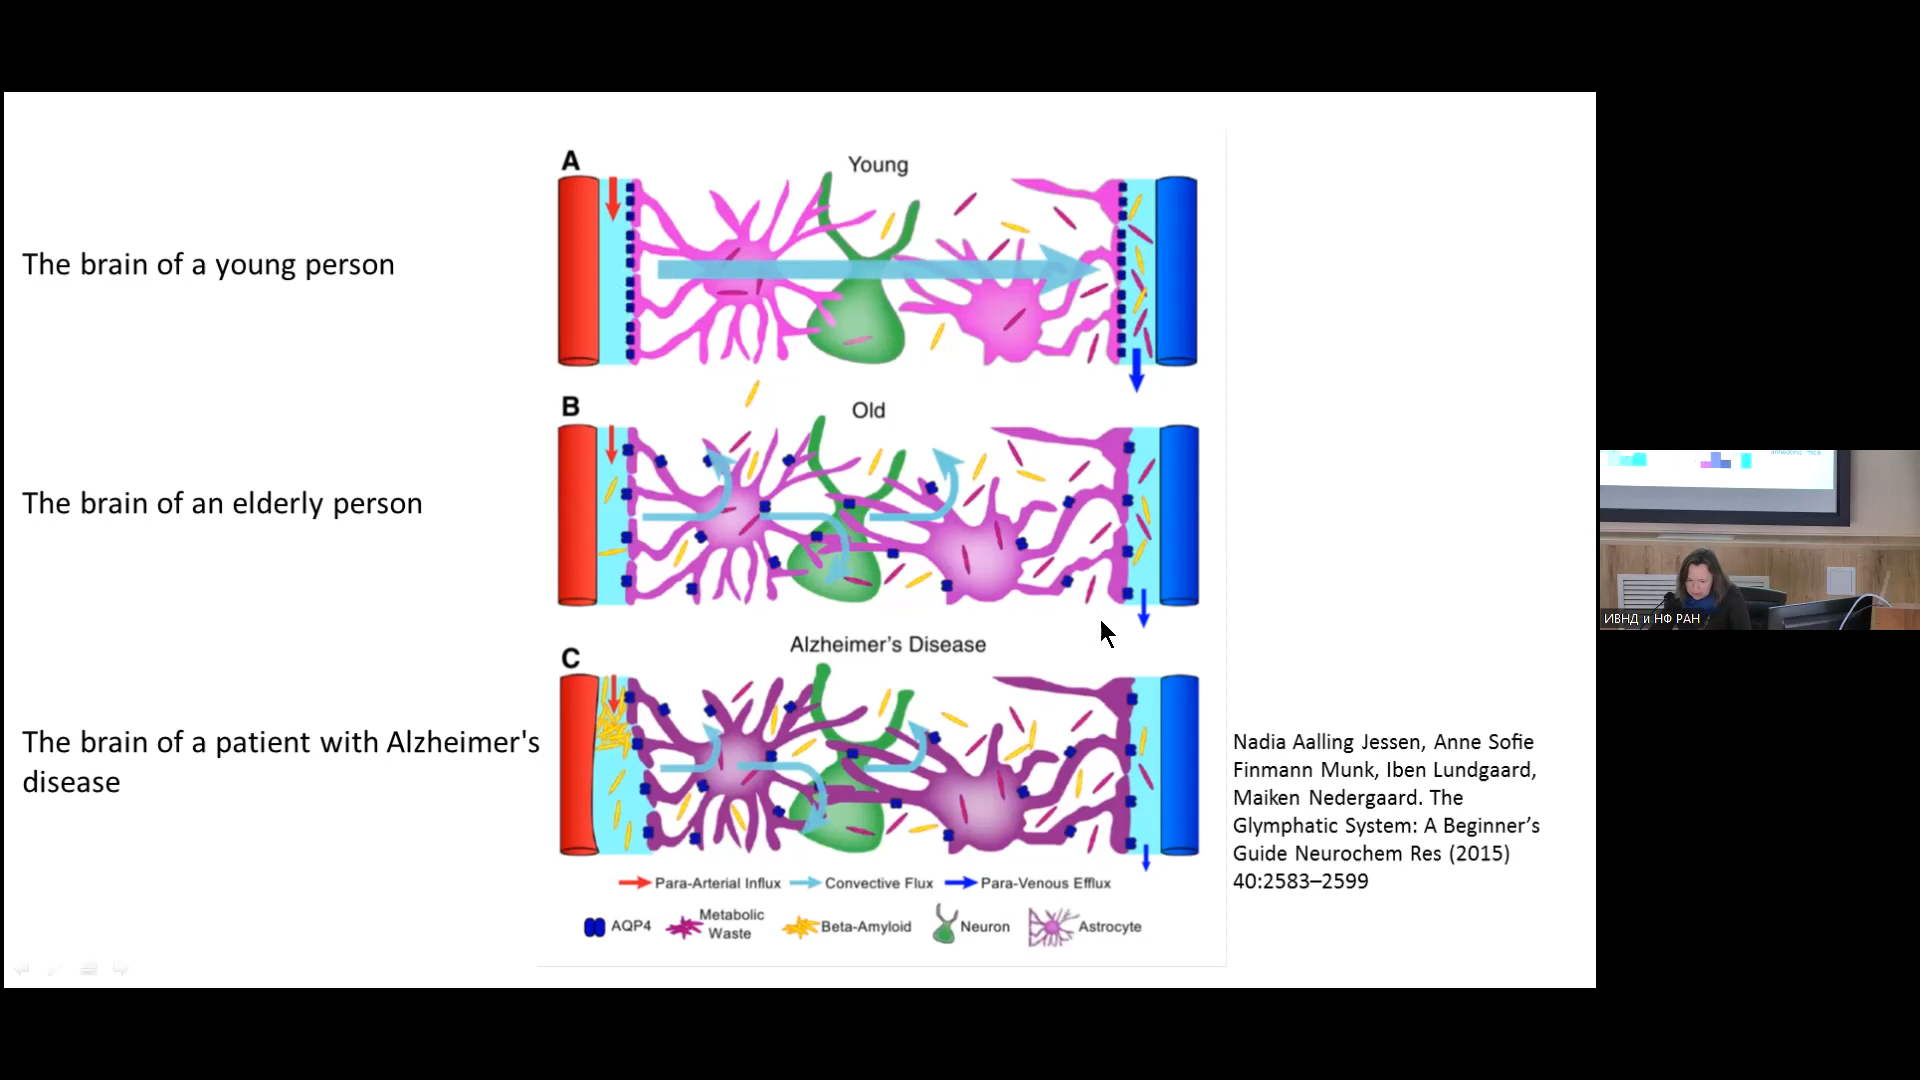 A
Young
The brain of a young person
B
Old
The brain of an elderly person
C
Alzheimer's Disease
The brain of a patient with Alzheimer's
disease
Para-Arterial Influx
Convective Flux
Para-Venous Efflux
AQP4
Metabolic
Waste
Beta-Amyloid
Neuron
Astrocyte
Nadia Aalling Jessen, Anne Sofie
Finmann Munk, Iben Lundgaard,
Maiken Nedergaard. The
Glymphatic System: A Beginner’s
Guide Neurochem Res (2015)
40:2583–2599
anhedonic mice
ИВНД и НФ РАН